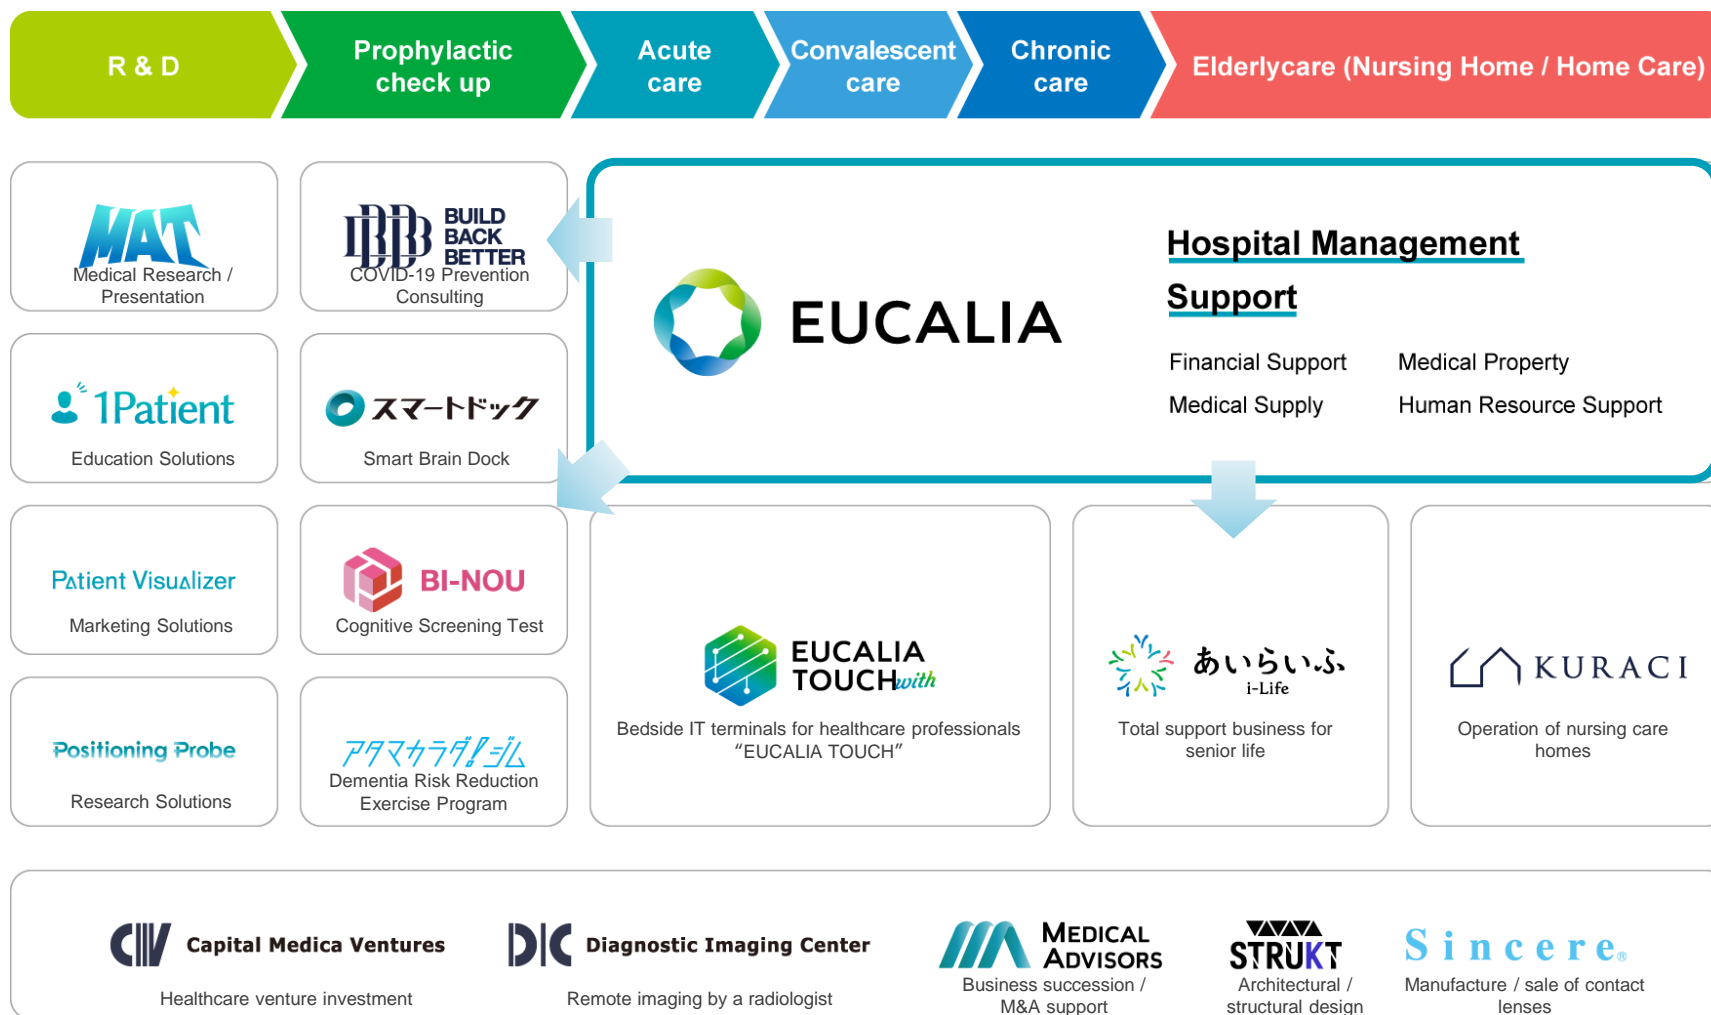 R & D
Prophylactic
check up
Acute
care
Convalescent
care
Chronic
care
Elderlycare (Nursing Home / Home Care)
MAT
Medical Research /
Presentation
BBB
BUILD
BACK
BETTER
COVID-19 Prevention
Consulting
EUCALIA
Hospital Management
Support
Financial Support
Medical Property
Medical Supply
Human Resource Support
1Patient
Education Solutions
スマートドック
Smart Brain Dock
Patient Visualizer
Marketing Solutions
BI-NOU
Cognitive Screening Test
Positioning Probe
Research Solutions
アタマカラダ!ジム
Dementia Risk Reduction
Exercise Program
EUCALIA
TOUCH with
Bedside IT terminals for healthcare professionals
“EUCALIA TOUCH”
あいらいふ
i-Life
Total support business for
senior life
KURACI
Operation of nursing care
homes
CMV Capital Medica Ventures
Healthcare venture investment
DIC Diagnostic Imaging Center
Remote imaging by a radiologist
MEDICAL
ADVISORS
Business succession /
M&A support
STRUKT
Architectural /
structural design
Sincere®
Manufacture / sale of contact
lenses